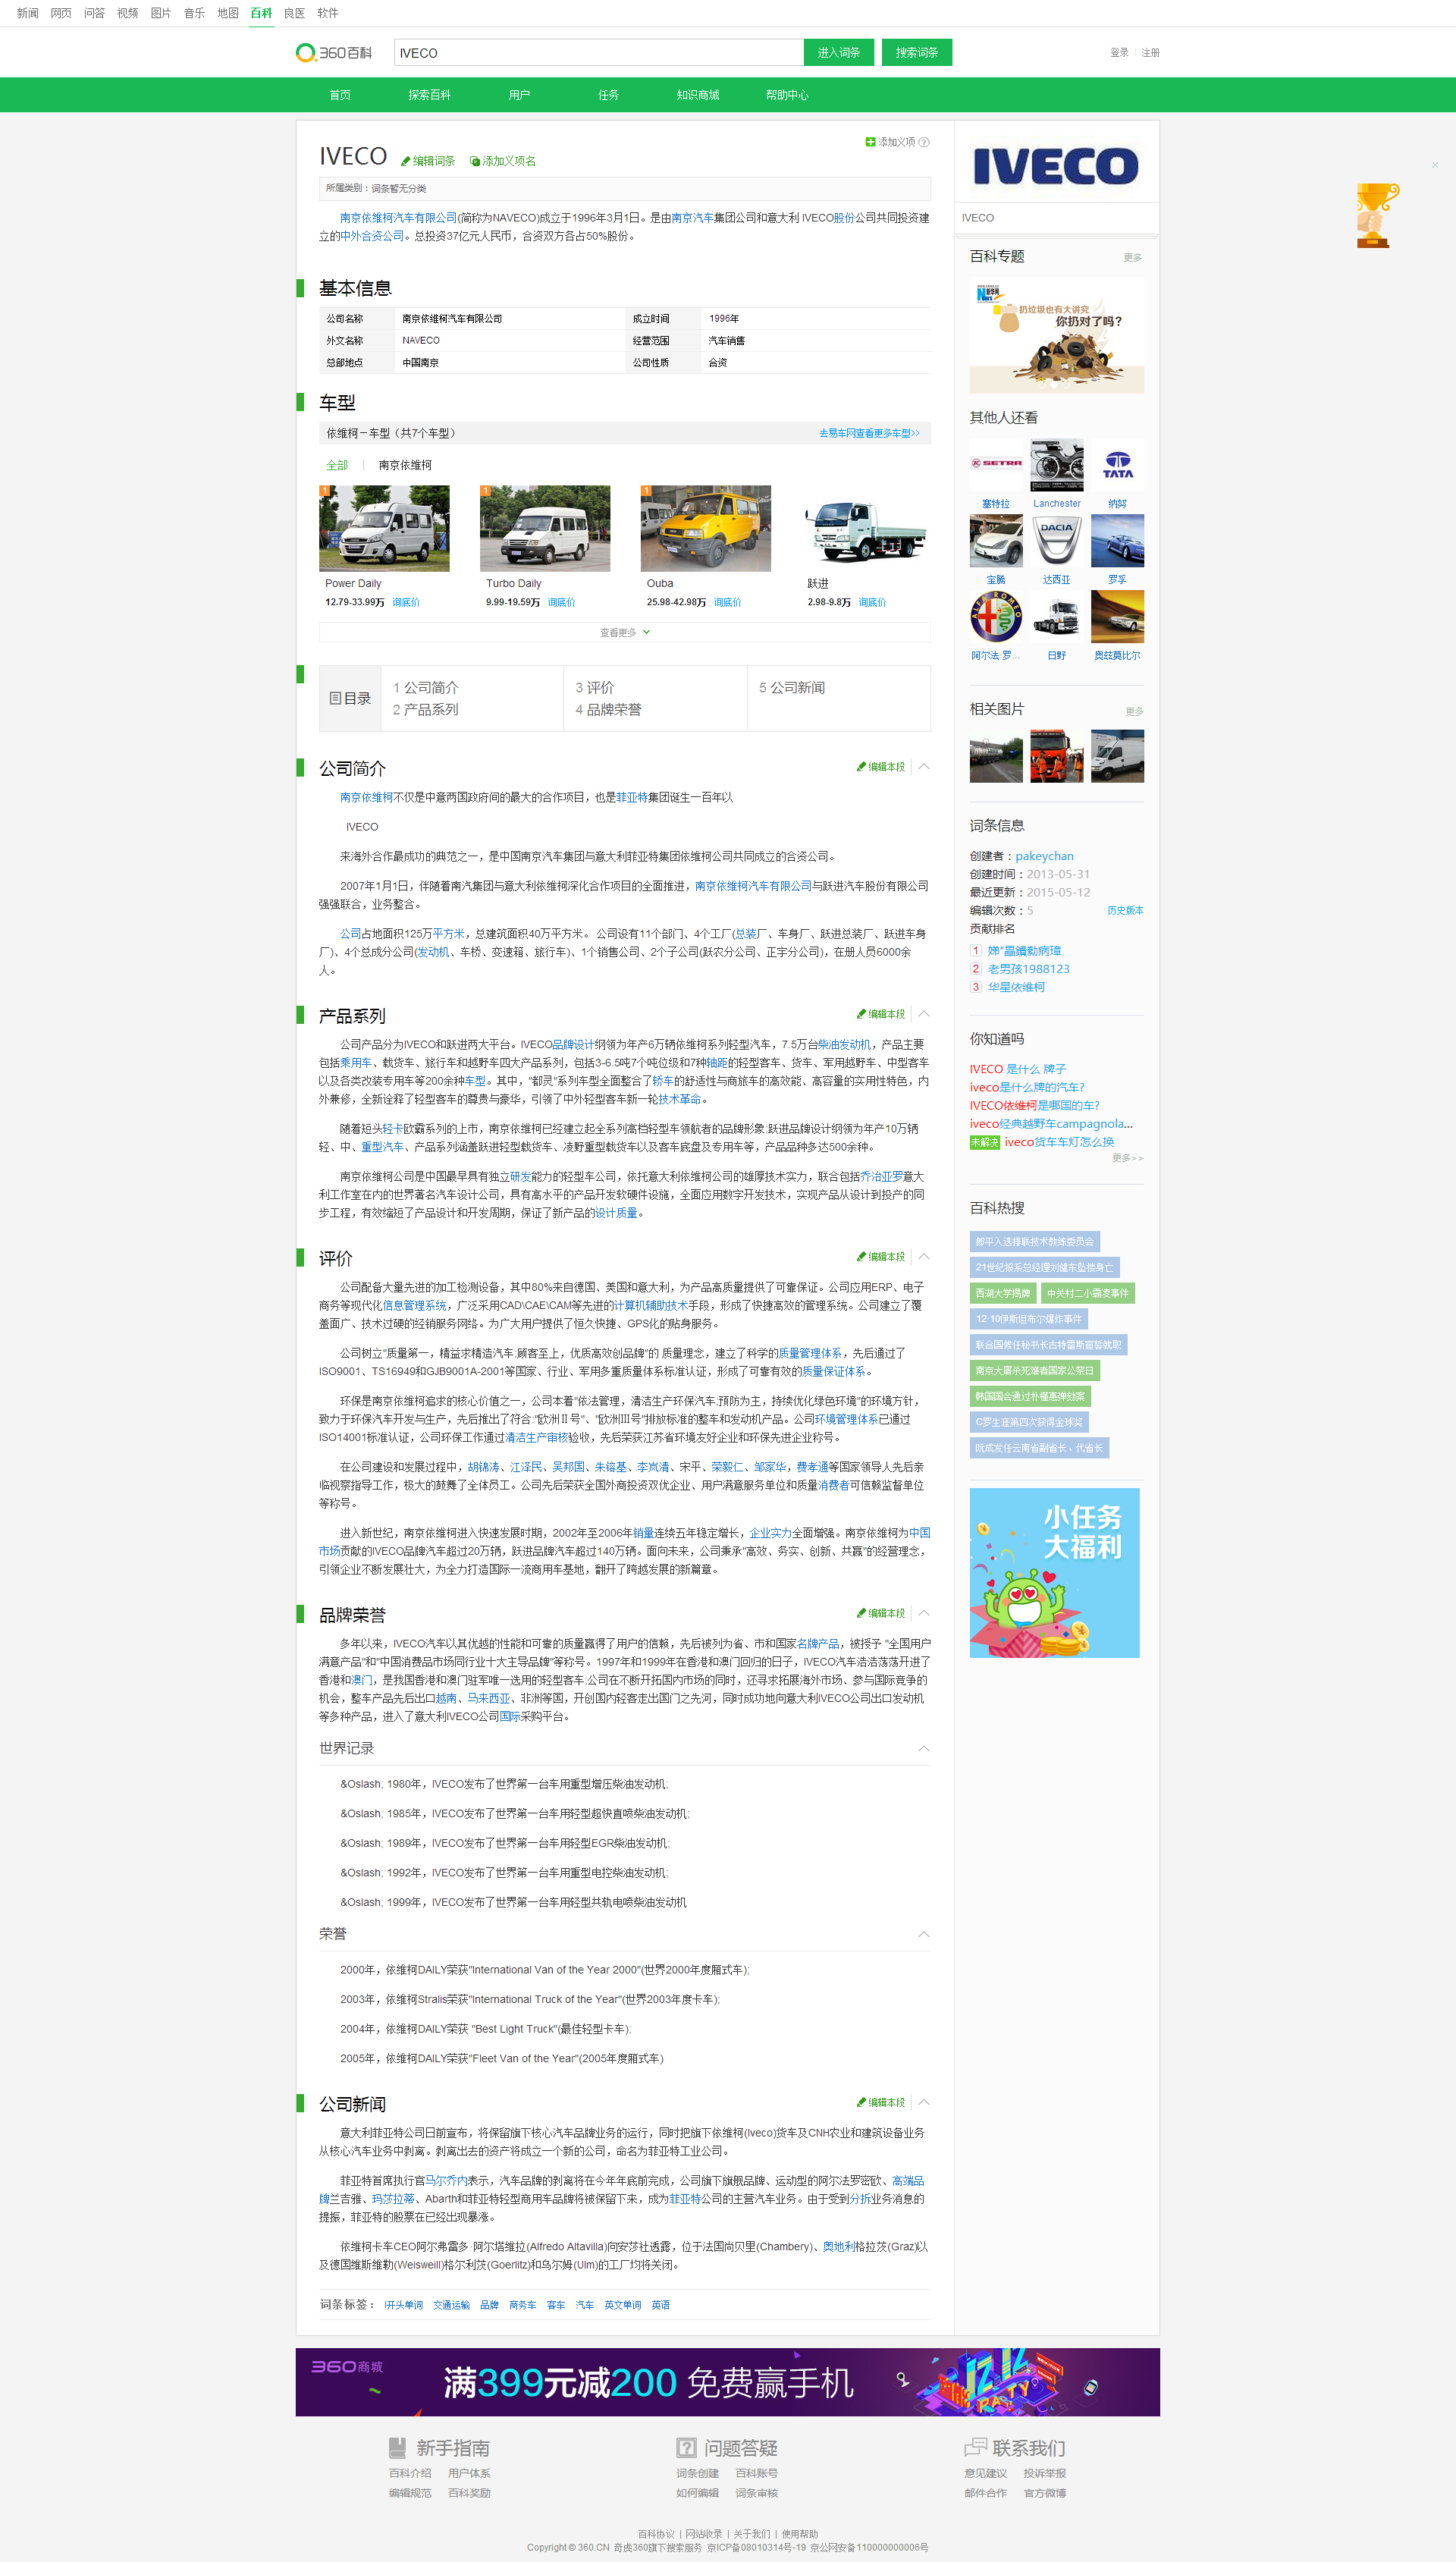 新闻 网页 问答 视频 图片 音乐 地图 百科 良医 软件
360百科
IVECO
进入词条 搜索词条
登录 注册
首页 探索百科 用户 任务 知识商城 帮助中心
IVECO 编辑词条 添加义项名
添加义项 ?
所属类别：词条暂无分类
南京依维柯汽车有限公司(简称为NAVECO)成立于1996年3月1日。是由南京汽车集团公司和意大利 IVECO股份公司共同投资建
立的中外合资公司。总投资37亿元人民币，合资双方各占50%股份。
基本信息
公司名称 南京依维柯汽车有限公司 成立时间 1996年
外文名称 NAVECO 经营范围 汽车销售
总部地点 中国南京 公司性质 合资
车型
依维柯－车型（共7个车型） 去易车网查看更多车型>>
全部 南京依维柯
1 1 1
Power Daily Turbo Daily Ouba 跃进
12.79-33.99万 询底价 9.99-19.59万 询底价 25.98-42.98万 询底价 2.98-9.8万 询底价
查看更多
目录
1 公司简介 3 评价 5 公司新闻
2 产品系列 4 品牌荣誉
公司简介 编辑本段
南京依维柯不仅是中意两国政府间的最大的合作项目，也是菲亚特集团诞生一百年以
IVECO
来海外合作最成功的典范之一，是中国南京汽车集团与意大利菲亚特集团依维柯公司共同成立的合资公司。
2007年1月1日，伴随着南汽集团与意大利依维柯深化合作项目的全面推进，南京依维柯汽车有限公司与跃进汽车股份有限公司
强强联合，业务整合。
公司占地面积125万平方米，总建筑面积40万平方米。 公司设有11个部门、4个工厂(总装厂、车身厂、跃进总装厂、跃进车身
厂)、4个总成分公司(发动机、车桥、变速箱、旅行车)、1个销售公司、2个子公司(跃农分公司、正宇分公司)，在册人员6000余
人。
产品系列 编辑本段
公司产品分为IVECO和跃进两大平台。IVECO品牌设计纲领为年产6万辆依维柯系列轻型汽车，7.5万台柴油发动机，产品主要
包括乘用车、载货车、旅行车和越野车四大产品系列，包括3-6.5吨7个吨位级和7种轴距的轻型客车、货车、军用越野车、中型客车
以及各类改装专用车等200余种车型。其中，"都灵"系列车型全面整合了轿车的舒适性与商旅车的高效能、高容量的实用性特色，内
外兼修，全新诠释了轻型客车的尊贵与豪华，引领了中外轻型客车新一轮技术革命。
随着短头轻卡欧霸系列的上市，南京依维柯已经建立起全系列高档轻型车领航者的品牌形象;跃进品牌设计纲领为年产10万辆
轻、中、重型汽车、产品系列涵盖跃进轻型载货车、凌野重型载货车以及客车底盘及专用车等，产品品种多达500余种。
南京依维柯公司是中国最早具有独立研发能力的轻型车公司，依托意大利依维柯公司的雄厚技术实力，联合包括乔治亚罗意大
利工作室在内的世界著名汽车设计公司，具有高水平的产品开发软硬件设施，全面应用数字开发技术，实现产品从设计到投产的同
步工程，有效缩短了产品设计和开发周期，保证了新产品的设计质量。
评价 编辑本段
公司配备大量先进的加工检测设备，其中80%来自德国、美国和意大利，为产品高质量提供了可靠保证。公司应用ERP、电子
商务等现代化信息管理系统，广泛采用CAD\CAE\CAM等先进的计算机辅助技术手段，形成了快捷高效的管理系统。公司建立了覆
盖面广、技术过硬的经销服务网络。为广大用户提供了恒久快捷、GPS化的贴身服务。
公司树立"质量第一，精益求精造汽车;顾客至上，优质高效创品牌"的 质量理念，建立了科学的质量管理体系，先后通过了
ISO9001、TS16949和GJB9001A-2001等国家、行业、军用多重质量体系标准认证，形成了可靠有效的质量保证体系。
环保是南京依维柯追求的核心价值之一，公司本着"依法管理，清洁生产环保汽车;预防为主，持续优化绿色环境"的环境方针，
致力于环保汽车开发与生产，先后推出了符合:"欧洲Ⅱ号"、"欧洲Ⅲ号"排放标准的整车和发动机产品。公司环境管理体系已通过
ISO14001标准认证，公司环保工作通过清洁生产审核验收，先后荣获江苏省环境友好企业和环保先进企业称号。
在公司建设和发展过程中，胡锦涛、江泽民、吴邦国、朱镕基、李岚清、宋平、荣毅仁、邹家华，费孝通等国家领导人先后亲
临视察指导工作，极大的鼓舞了全体员工。公司先后荣获全国外商投资双优企业、用户满意服务单位和质量消费者可信赖监督单位
等称号。
进入新世纪，南京依维柯进入快速发展时期，2002年至2006年销量连续五年稳定增长，企业实力全面增强。南京依维柯为中国
市场贡献的IVECO品牌汽车超过20万辆，跃进品牌汽车超过140万辆。面向未来，公司秉承"高效、务实、创新、共赢"的经营理念，
引领企业不断发展壮大，为全力打造国际一流商用车基地，翻开了跨越发展的新篇章。
品牌荣誉 编辑本段
多年以来，IVECO汽车以其优越的性能和可靠的质量赢得了用户的信赖，先后被列为省、市和国家名牌产品，被授予 "全国用户
满意产品"和"中国消费品市场同行业十大主导品牌"等称号。1997年和1999年在香港和澳门回归的日子，IVECO汽车浩浩荡荡开进了
香港和澳门，是我国香港和澳门驻军唯一选用的轻型客车;公司在不断开拓国内市场的同时，还寻求拓展海外市场、参与国际竞争的
机会，整车产品先后出口越南、马来西亚、非洲等国，开创国内轻客走出国门之先河，同时成功地向意大利IVECO公司出口发动机
等多种产品，进入了意大利IVECO公司国际采购平台。
世界记录
&Oslash; 1980年，IVECO发布了世界第一台车用重型增压柴油发动机;
&Oslash; 1985年，IVECO发布了世界第一台车用轻型超快直喷柴油发动机;
&Oslash; 1989年，IVECO发布了世界第一台车用轻型EGR柴油发动机;
&Oslash; 1992年，IVECO发布了世界第一台车用重型电控柴油发动机;
&Oslash; 1999年，IVECO发布了世界第一台车用轻型共轨电喷柴油发动机
荣誉
2000年，依维柯DAILY荣获"International Van of the Year 2000"(世界2000年度厢式车);
2003年，依维柯Stralis荣获"International Truck of the Year"(世界2003年度卡车);
2004年，依维柯DAILY荣获 "Best Light Truck"(最佳轻型卡车);
2005年，依维柯DAILY荣获"Fleet Van of the Year"(2005年度厢式车)
公司新闻 编辑本段
意大利菲亚特公司日前宣布，将保留旗下核心汽车品牌业务的运行，同时把旗下依维柯(Iveco)货车及CNH农业和建筑设备业务
从核心汽车业务中剥离。剥离出去的资产将成立一个新的公司，命名为菲亚特工业公司。
菲亚特首席执行官马尔乔内表示，汽车品牌的剥离将在今年年底前完成，公司旗下旗舰品牌、运动型的阿尔法罗密欧、高端品
牌兰吉雅、玛莎拉蒂、Abarth和菲亚特轻型商用车品牌将被保留下来，成为菲亚特公司的主营汽车业务。由于受到分拆业务消息的
提振，菲亚特的股票在已经出现暴涨。
依维柯卡车CEO阿尔弗雷多·阿尔塔维拉(Alfredo Altavilla)向安莎社透露，位于法国尚贝里(Chambery)、奥地利格拉茨(Graz)以
及德国维斯维勒(Weisweill)格尔利茨(Goerlitz)和乌尔姆(Ulm)的工厂均将关闭。
词条标签： I开头单词 交通运输 品牌 商务车 客车 汽车 英文单词 英语
IVECO
IVECO
百科专题 更多
新华网
扔垃圾也有大讲究
你扔对了吗？
其他人还看
SETRA TATA
塞特拉 Lanchester 纳努
DACIA
宝腾 达西亚 罗孚
ALFA ROMEO
阿尔法·罗... 日野 奥兹莫比尔
相关图片 更多
词条信息
创建者：pakeychan
创建时间：2013-05-31
最近更新：2015-05-12
编辑次数：5 历史版本
贡献排名
1
2 老男孩1988123
3 华星依维柯
你知道吗
IVECO 是什么 牌子
iveco是什么牌的汽车?
IVECO依维柯是哪国的车?
iveco经典越野车campagnola...
未解决 iveco货车车灯怎么换
更多>>
百科热搜
郎平入选排联技术教练委员会
21世纪报系总经理刘健东坠楼身亡
西湖大学揭牌 中关村二小霸凌事件
12·10伊斯坦布尔爆炸事件
联合国候任秘书长古特雷斯宣誓就职
南京大屠杀死难者国家公祭日
韩国国会通过朴槿惠弹劾案
C罗生涯第四次获得金球奖
阮成发任云南省副省长、代省长
小任务
大福利
360商城
满399元减200 免费赢手机
12.12
PARTY
新手指南 问题答疑 联系我们
百科介绍 用户体系 词条创建 百科账号 意见建议 投诉举报
编辑规范 百科奖励 如何编辑 词条审核 邮件合作 官方微博
百科协议 | 网站收录 | 关于我们 | 使用帮助
Copyright © 360.CN 奇虎360旗下搜索服务 京ICP备08010314号-19 京公网安备110000000006号